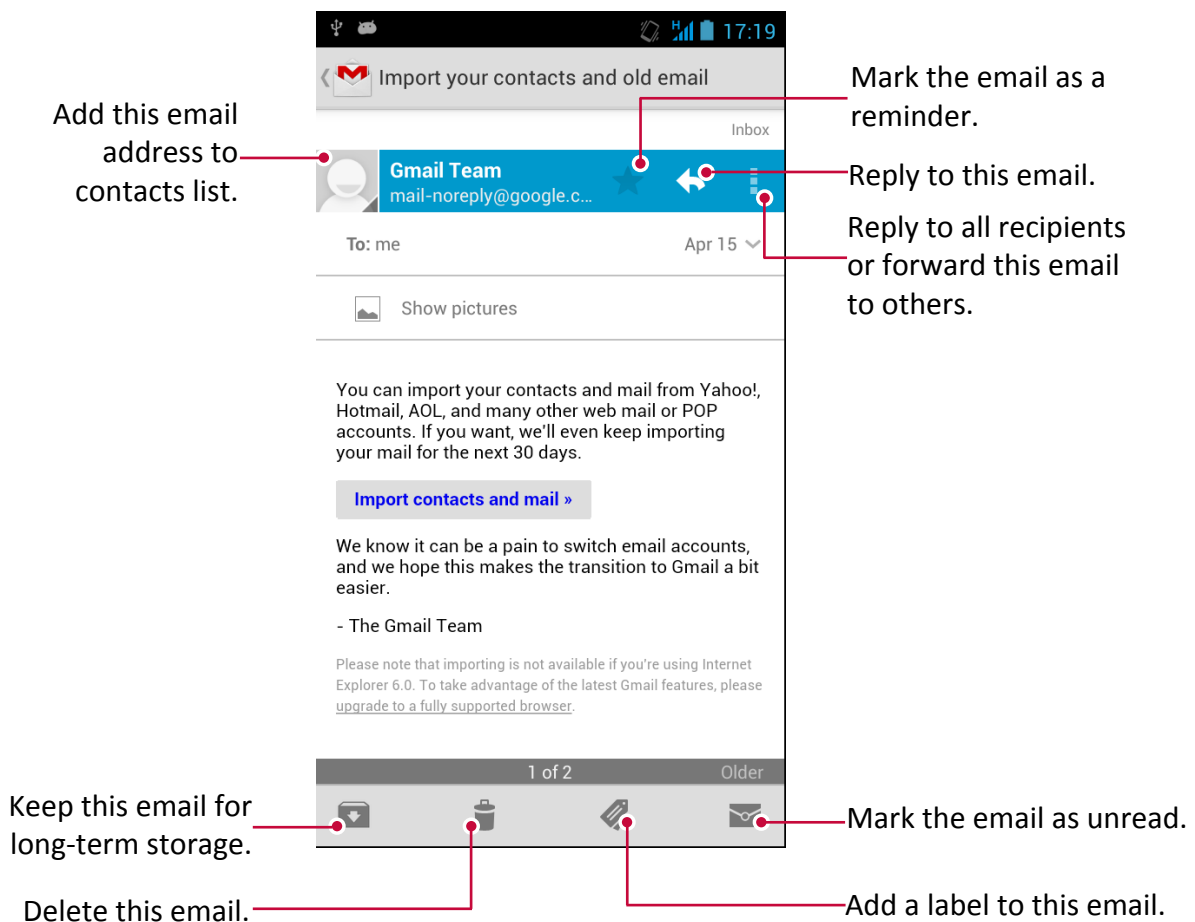 H 17:19
Import your contacts and old email
Inbox
Gmail Team
mail-noreply@google.c...
To: me
Apr 15
Show pictures
You can import your contacts and mail from Yahoo!,
Hotmail, AOL, and many other web mail or POP
accounts. If you want, we'll even keep importing
your mail for the next 30 days.
Import contacts and mail »
We know it can be a pain to switch email accounts,
and we hope this makes the transition to Gmail a bit
easier.
- The Gmail Team
Please note that importing is not available if you're using Internet
Explorer 6.0. To take advantage of the latest Gmail features, please
upgrade to a fully supported browser.
1 of 2
Older
Add this email
address to
contacts list.
Mark the email as a
reminder.
Reply to this email.
Reply to all recipients
or forward this email
to others.
Keep this email for
long-term storage.
Delete this email.
Mark the email as unread.
Add a label to this email.